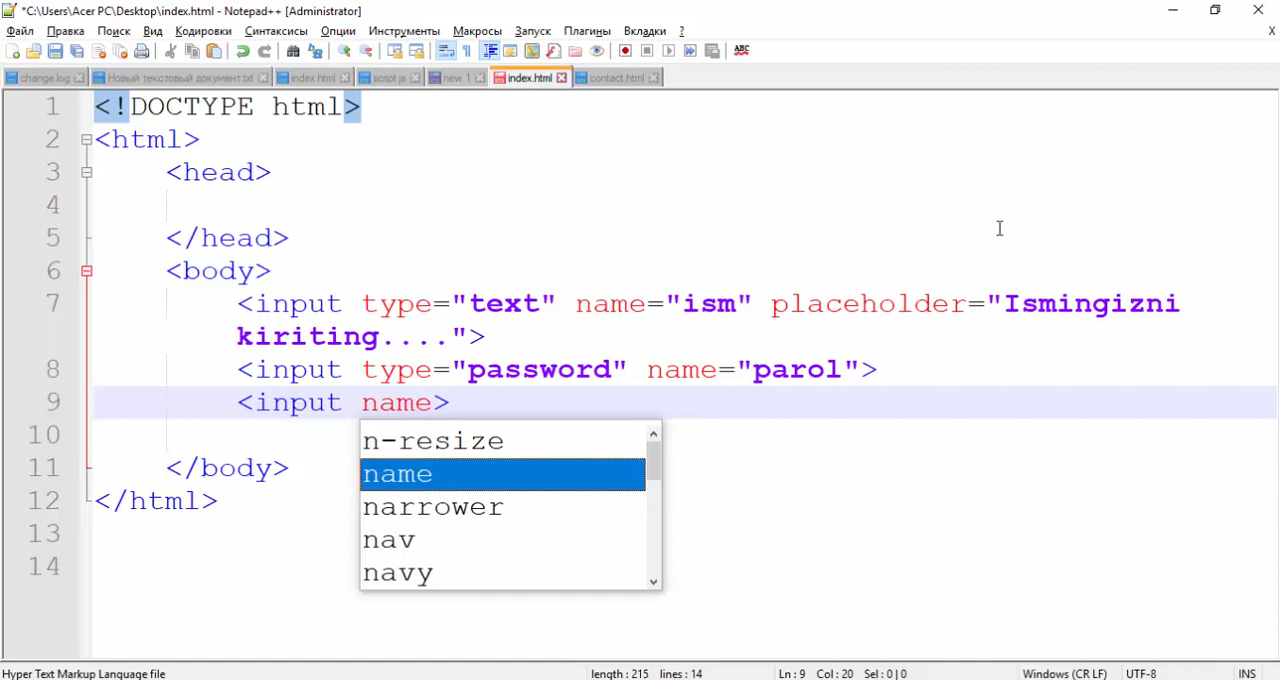 *C:\Users\Acer PC\Desktop\index.html - Notepad++ [Administrator]
Файл Правка Поиск Вид Кодировки Синтаксисы Опции Инструменты Макросы Запуск Плагины Вкладки ? X
ABC
change.log Новый текстовый документ.txt index.html script.js new 1 index.html contact.html
1 <!DOCTYPE html>
2 <html>
3 <head>
4
5 </head>
6 <body>
7 <input type="text" name="ism" placeholder="Ismingizni
kiriting....">
8 <input type="password" name="parol">
9 <input name>
10
n-resize
11 </body>
name
12 </html>
narrower
13
nav
14
navy
Hyper Text Markup Language file length : 215 lines : 14 Ln : 9 Col : 20 Sel : 0 | 0 Windows (CR LF) UTF-8 INS